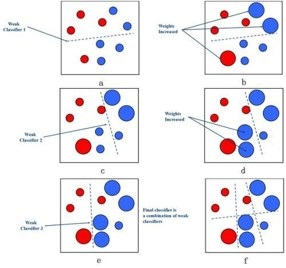 Weak
Classifier 1
a
Weights
Increased
b
Weak
Classifier 2
c
Weights
Increased
d
Weak
Classifier 3
e
Final classifier is
a combination of weak
classifiers
f